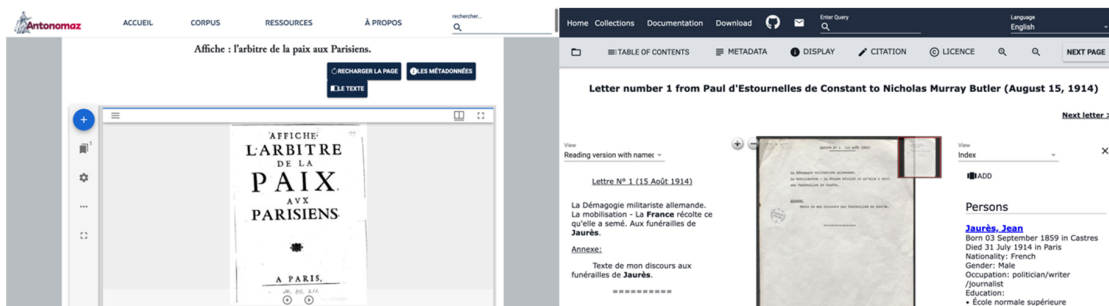 Antonomaz
ACCUEIL CORPUS RESSOURCES À PROPOS
rechercher...
Affiche : l'arbitre de la paix aux Parisiens.
RECHARGER LA PAGE LES MÉTADONNÉES
LE TEXTE
1
AFFICHE:
L'ARBITRE
DE LA
PAIX.
AVX
PARISIENS
A PARIS,
M. DC. XLIX.
Home Collections Documentation Download
Enter Query
Language
English
TABLE OF CONTENTS METADATA DISPLAY CITATION LICENCE NEXT PAGE
Letter number 1 from Paul d'Estournelles de Constant to Nicholas Murray Butler (August 15, 1914)
Next letter >
View
Reading version with namec
Lettre Nº 1 (15 Août 1914)
La Démagogie militariste allemande.
La mobilisation - La France récolte ce
qu'elle a semé. Aux funérailles de
Jaurès.
Annexe:
Texte de mon discours aux
funérailles de Jaurès.
==========
View
Index
ADD
Persons
Jaurès, Jean
Born 03 September 1859 in Castres
Died 31 July 1914 in Paris
Nationality: French
Gender: Male
Occupation: politician/writer
/journalist
Education:
• École normale supérieure